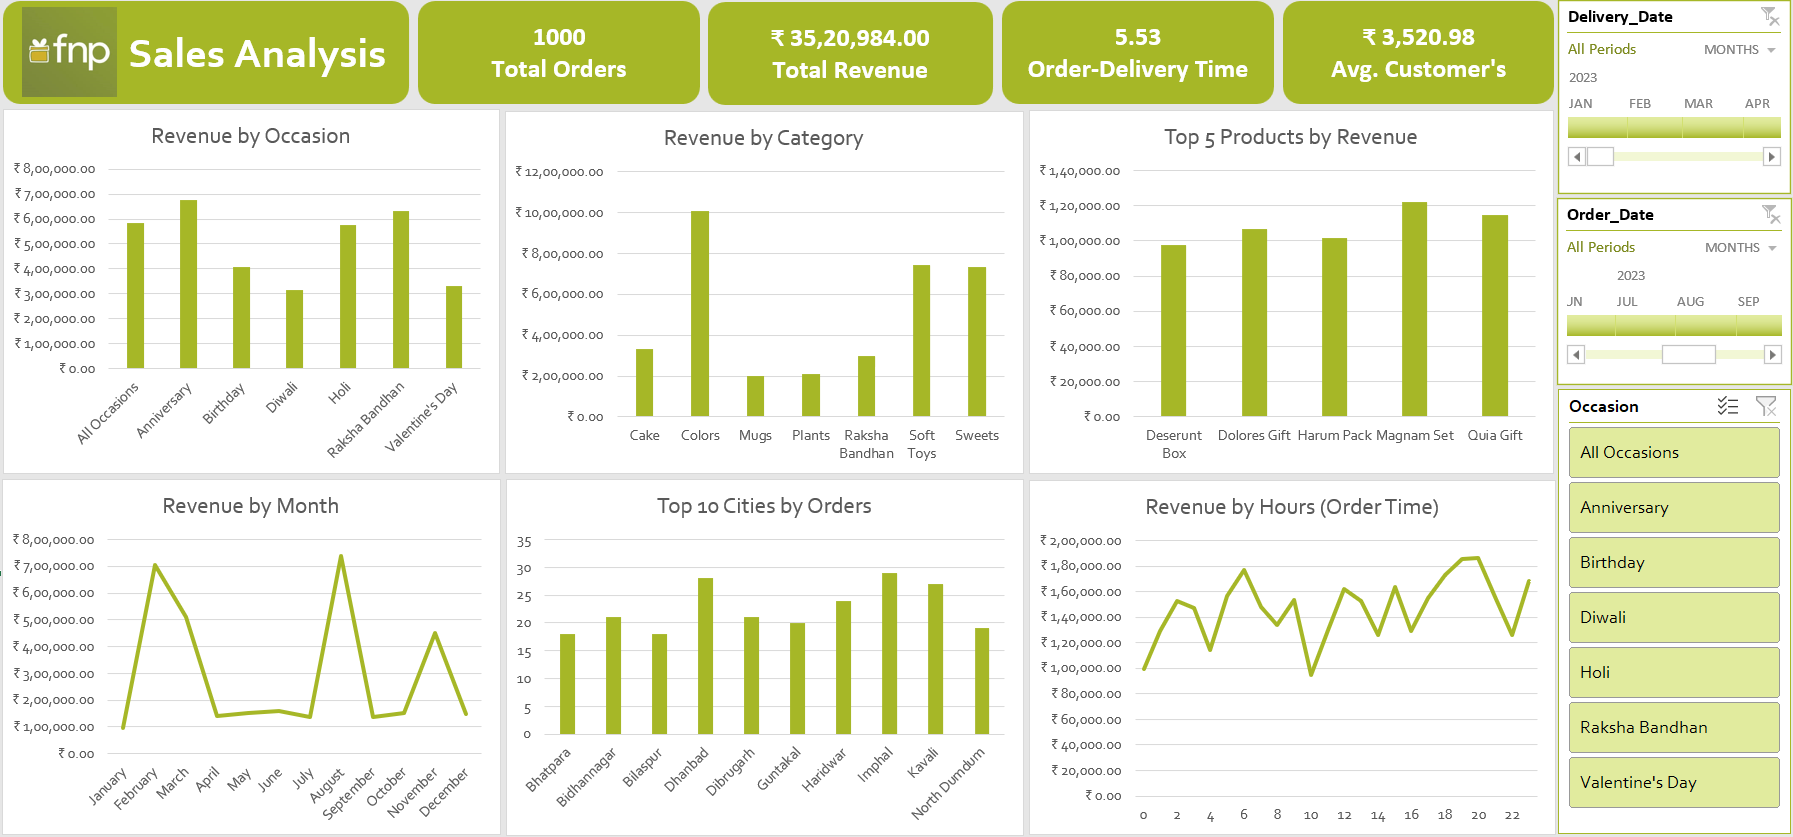 fnp
Sales Analysis
1000
Total Orders
₹ 35,20,984.00
Total Revenue
5.53
Order-Delivery Time
₹ 3,520.98
Avg. Customer's
Revenue by Occasion
₹ 8,00,000.00
₹ 7,00,000.00
₹ 6,00,000.00
₹ 5,00,000.00
₹ 4,00,000.00
₹ 3,00,000.00
₹ 2,00,000.00
₹ 1,00,000.00
₹ 0.00
All Occasions
Anniversary
Birthday
Diwali
Holi
Raksha Bandhan
Valentine's Day
Revenue by Category
₹ 12,00,000.00
₹ 10,00,000.00
₹ 8,00,000.00
₹ 6,00,000.00
₹ 4,00,000.00
₹ 2,00,000.00
₹ 0.00
Cake
Colors
Mugs
Plants
Raksha
Bandhan
Soft
Toys
Sweets
Top 5 Products by Revenue
₹ 1,40,000.00
₹ 1,20,000.00
₹ 1,00,000.00
₹ 80,000.00
₹ 60,000.00
₹ 40,000.00
₹ 20,000.00
₹ 0.00
Deserunt
Box
Dolores Gift
Harum Pack
Magnam Set
Quia Gift
Revenue by Month
₹ 8,00,000.00
₹ 7,00,000.00
₹ 6,00,000.00
₹ 5,00,000.00
₹ 4,00,000.00
₹ 3,00,000.00
₹ 2,00,000.00
₹ 1,00,000.00
₹ 0.00
January
February
March
April
May
June
July
August
September
October
November
December
Top 10 Cities by Orders
35
30
25
20
15
10
5
0
Bhatpara
Bidhannagar
Bilaspur
Dhanbad
Dibrugarh
Guntakal
Haridwar
Imphal
Kavali
North Dumdum
Revenue by Hours (Order Time)
₹ 2,00,000.00
₹ 1,80,000.00
₹ 1,60,000.00
₹ 1,40,000.00
₹ 1,20,000.00
₹ 1,00,000.00
₹ 80,000.00
₹ 60,000.00
₹ 40,000.00
₹ 20,000.00
₹ 0.00
0 2 4 6 8 10 12 14 16 18 20 22
Delivery_Date
All Periods MONTHS
2023
JAN FEB MAR APR
Order_Date
All Periods MONTHS
2023
JN JUL AUG SEP
Occasion
All Occasions
Anniversary
Birthday
Diwali
Holi
Raksha Bandhan
Valentine's Day